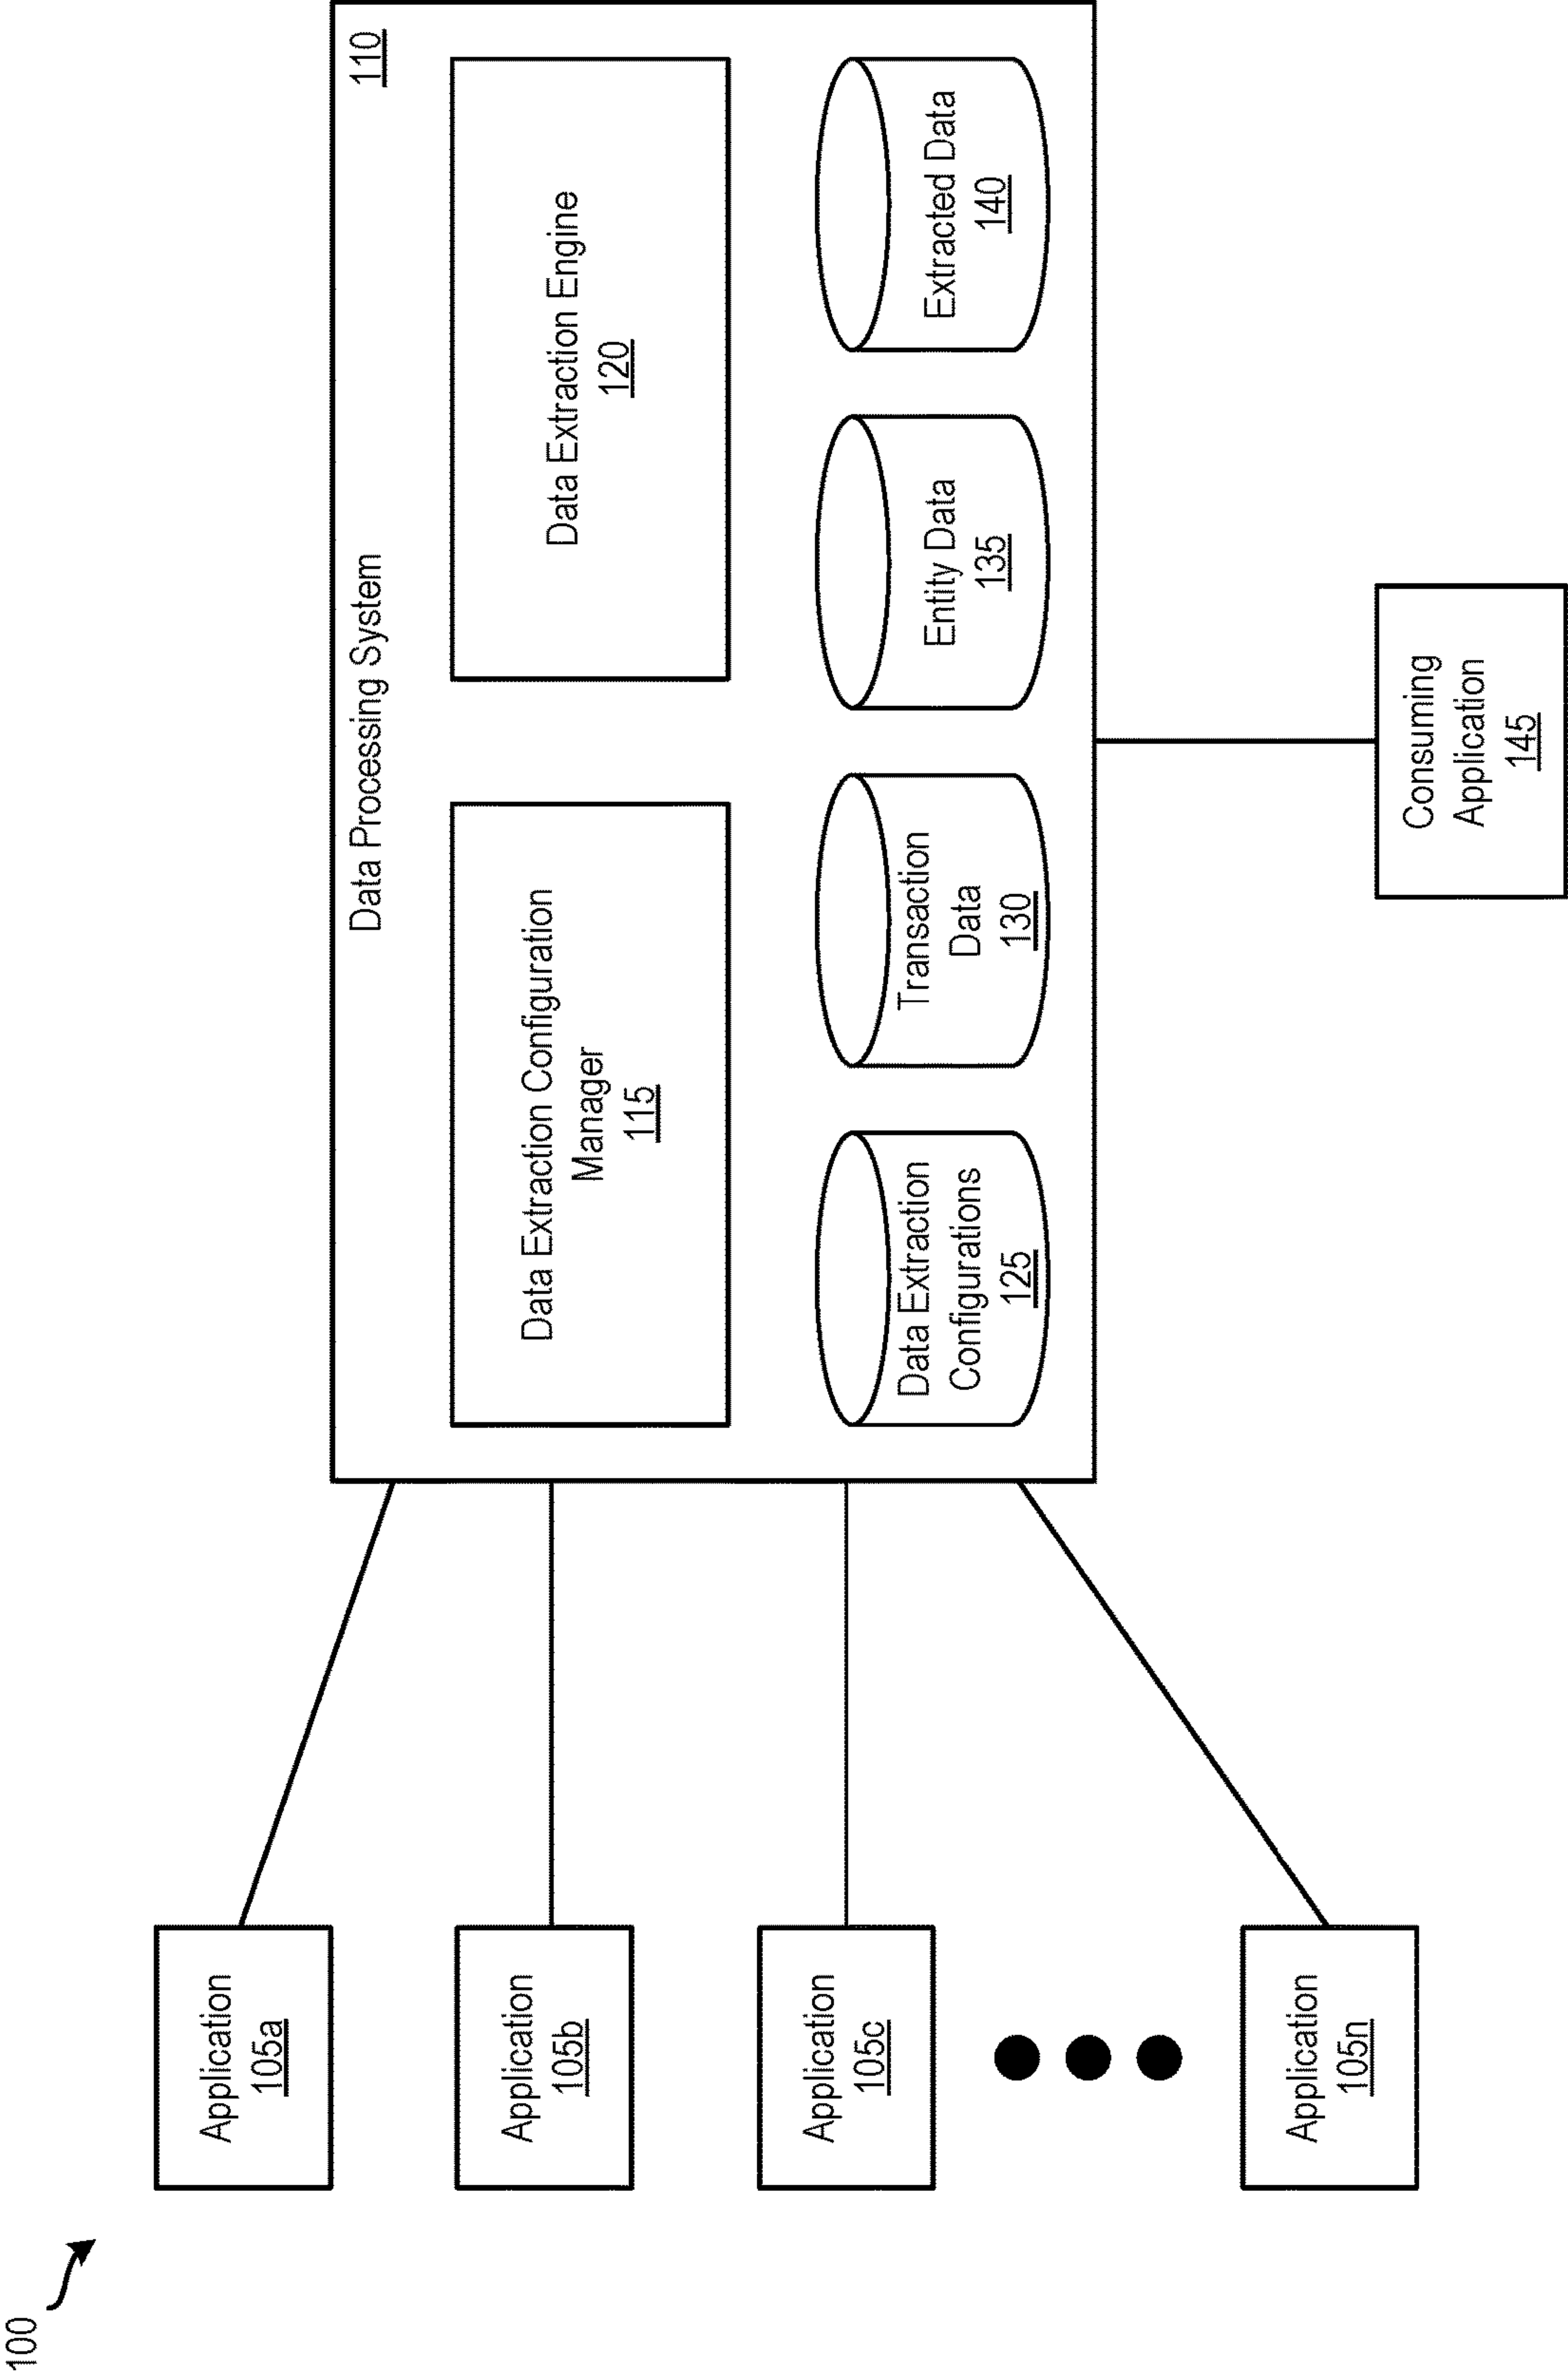 100
Application
105a
Application
105b
Application
105c
Application
105n
Data Processing System
110
Data Extraction Configuration
Manager
115
Data Extraction Engine
120
Data Extraction
Configurations
125
Transaction
Data
130
Entity Data
135
Extracted Data
140
Consuming
Application
145